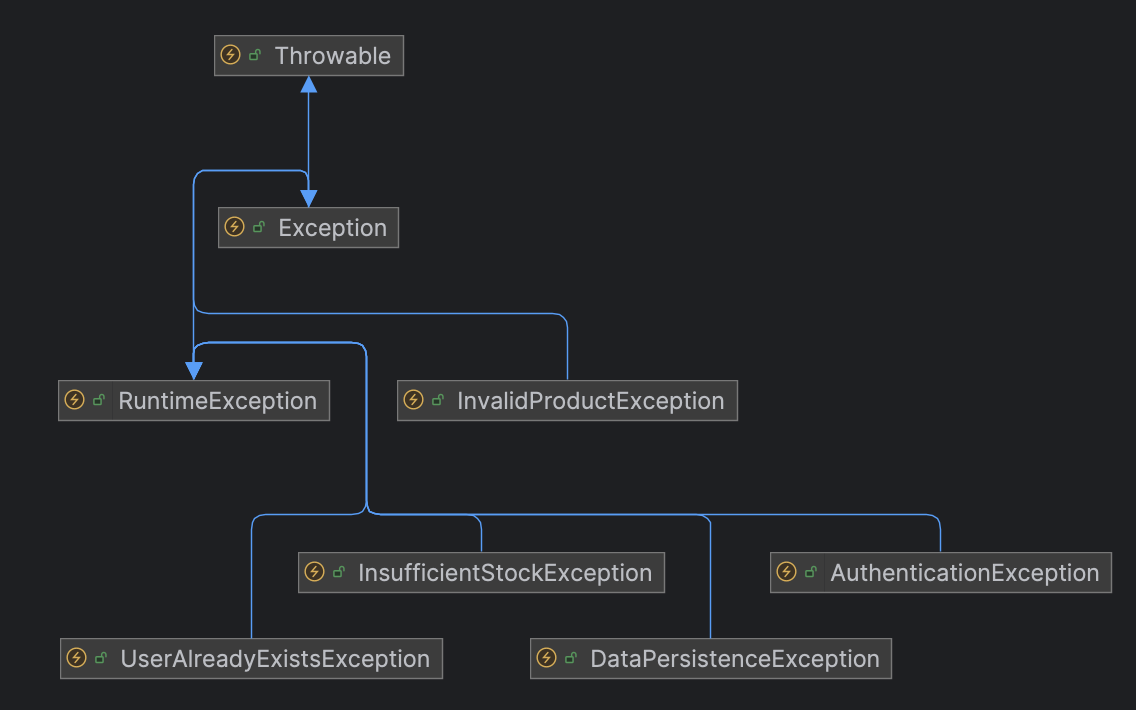 Throwable
Exception
RuntimeException
InvalidProductException
InsufficientStockException
AuthenticationException
UserAlreadyExistsException
DataPersistenceException